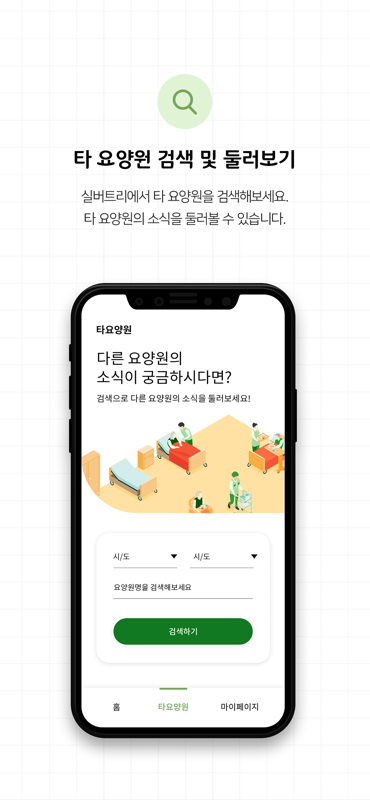 타 요양원 검색 및 둘러보기
실버트리에서 타 요양원을 검색해보세요.
타 요양원의 소식을 둘러볼 수 있습니다.
타요양원
다른 요양원의
소식이 궁금하시다면?
검색으로 다른 요양원의 소식을 둘러보세요!
시/도 시/도
요양원명을 검색해보세요
검색하기
홈 타요양원 마이페이지